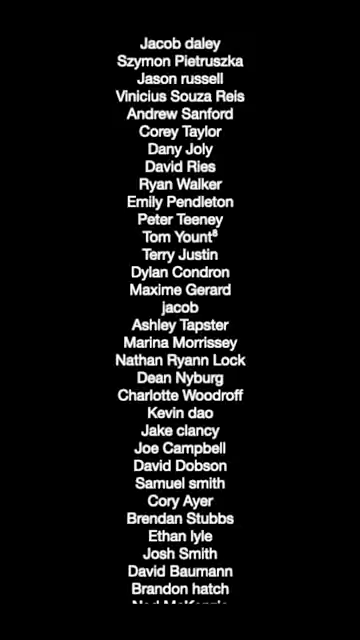 Jacob daley
Szymon Pietruszka
Jason russell
Vinicius Souza Reis
Andrew Sanford
Corey Taylor
Dany Joly
David Ries
Ryan Walker
Emily Pendleton
Peter Teeney
Tom Yount⁸
Terry Justin
Dylan Condron
Maxime Gerard
jacob
Ashley Tapster
Marina Morrissey
Nathan Ryann Lock
Dean Nyburg
Charlotte Woodroff
Kevin dao
Jake clancy
Joe Campbell
David Dobson
Samuel smith
Cory Ayer
Brendan Stubbs
Ethan lyle
Josh Smith
David Baumann
Brandon hatch